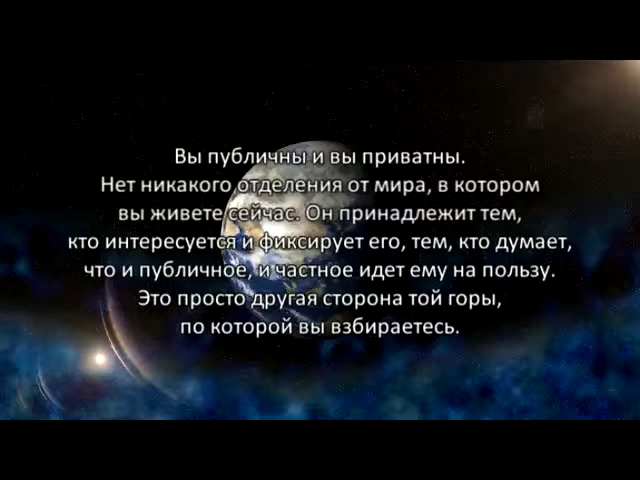 Вы публичны и вы приватны.
Нет никакого отделения от мира, в котором
вы живете сейчас. Он принадлежит тем,
кто интересуется и фиксирует его, тем, кто думает,
что и публичное, и частное идет ему на пользу.
Это просто другая сторона той горы,
по которой вы взбираетесь.